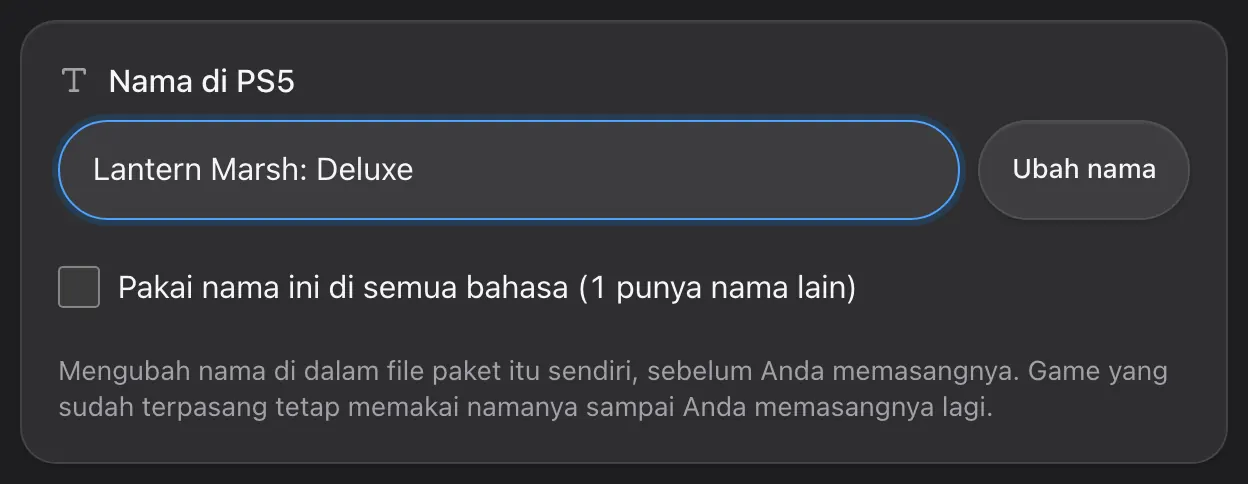 Nama di PS5
Lantern Marsh: Deluxe
Ubah nama
Pakai nama ini di semua bahasa (1 punya nama lain)
Mengubah nama di dalam file paket itu sendiri, sebelum Anda memasangnya. Game yang
sudah terpasang tetap memakai namanya sampai Anda memasangnya lagi.